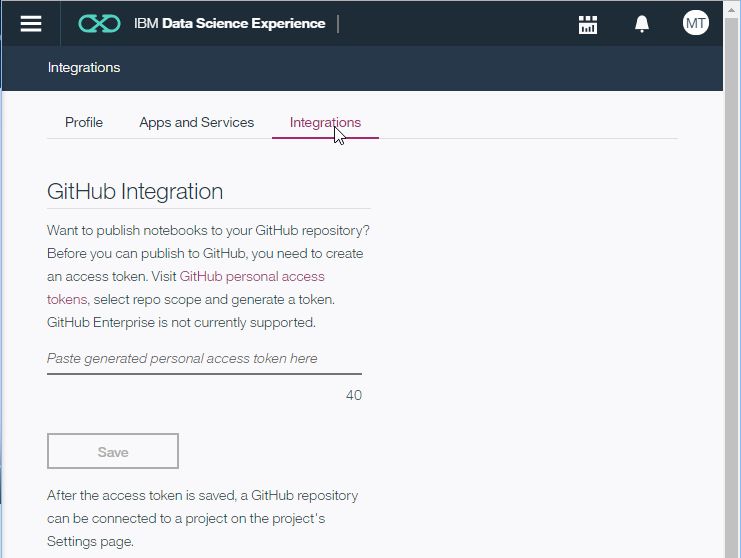 IBM Data Science Experience
MT
Integrations
Profile Apps and Services Integrations
GitHub Integration
Want to publish notebooks to your GitHub repository?
Before you can publish to GitHub, you need to create
an access token. Visit GitHub personal access
tokens, select repo scope and generate a token.
GitHub Enterprise is not currently supported.
Paste generated personal access token here
40
Save
After the access token is saved, a GitHub repository
can be connected to a project on the project's
Settings page.